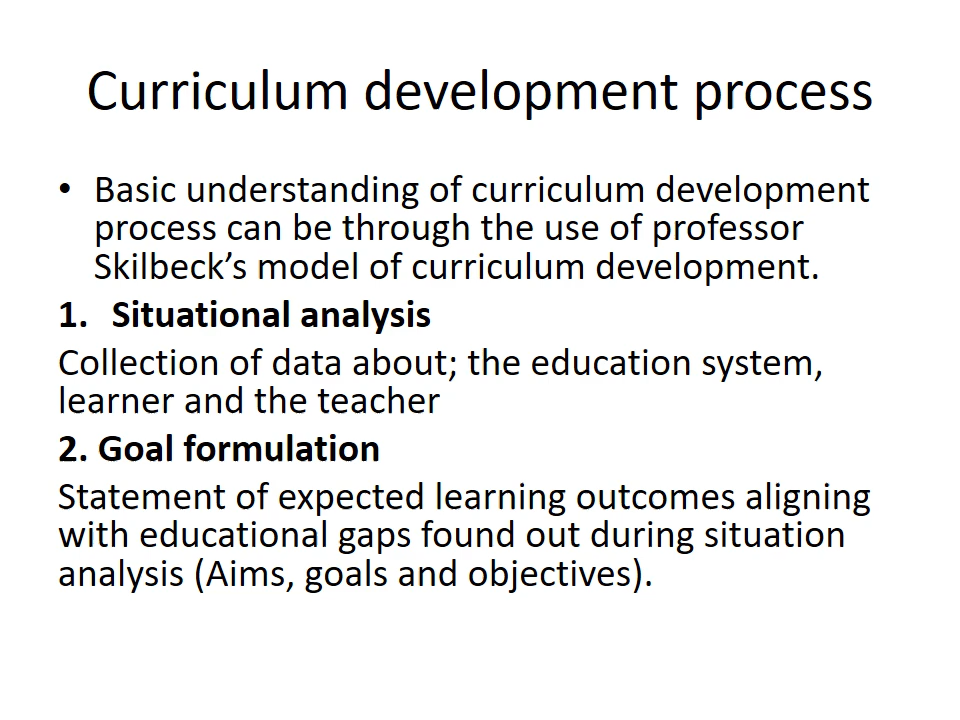 Curriculum development process
• Basic understanding of curriculum development
process can be through the use of professor
Skilbeck’s model of curriculum development.
1. Situational analysis
Collection of data about; the education system,
learner and the teacher
2. Goal formulation
Statement of expected learning outcomes aligning
with educational gaps found out during situation
analysis (Aims, goals and objectives).